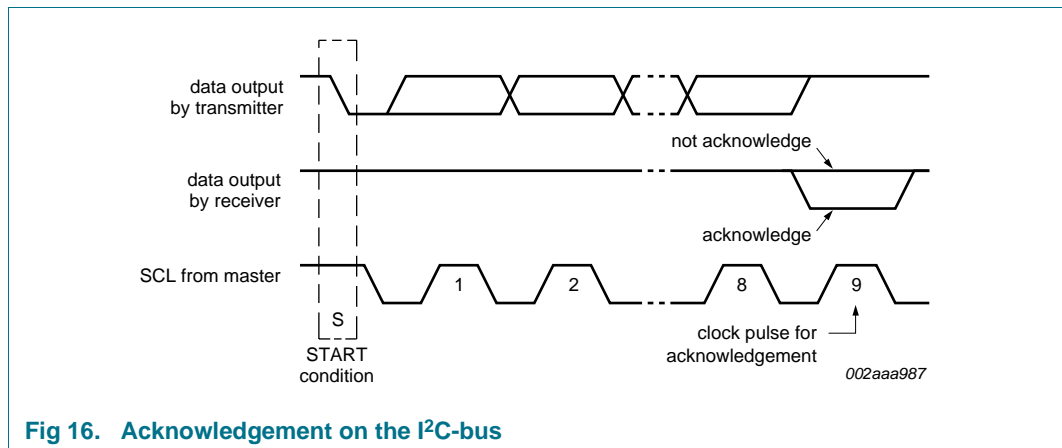 data output
by transmitter
not acknowledge
data output
by receiver
acknowledge
SCL from master
1
2
8
9
S
START
condition
clock pulse for
acknowledgement
002aaa987
Fig 16. Acknowledgement on the I²C-bus